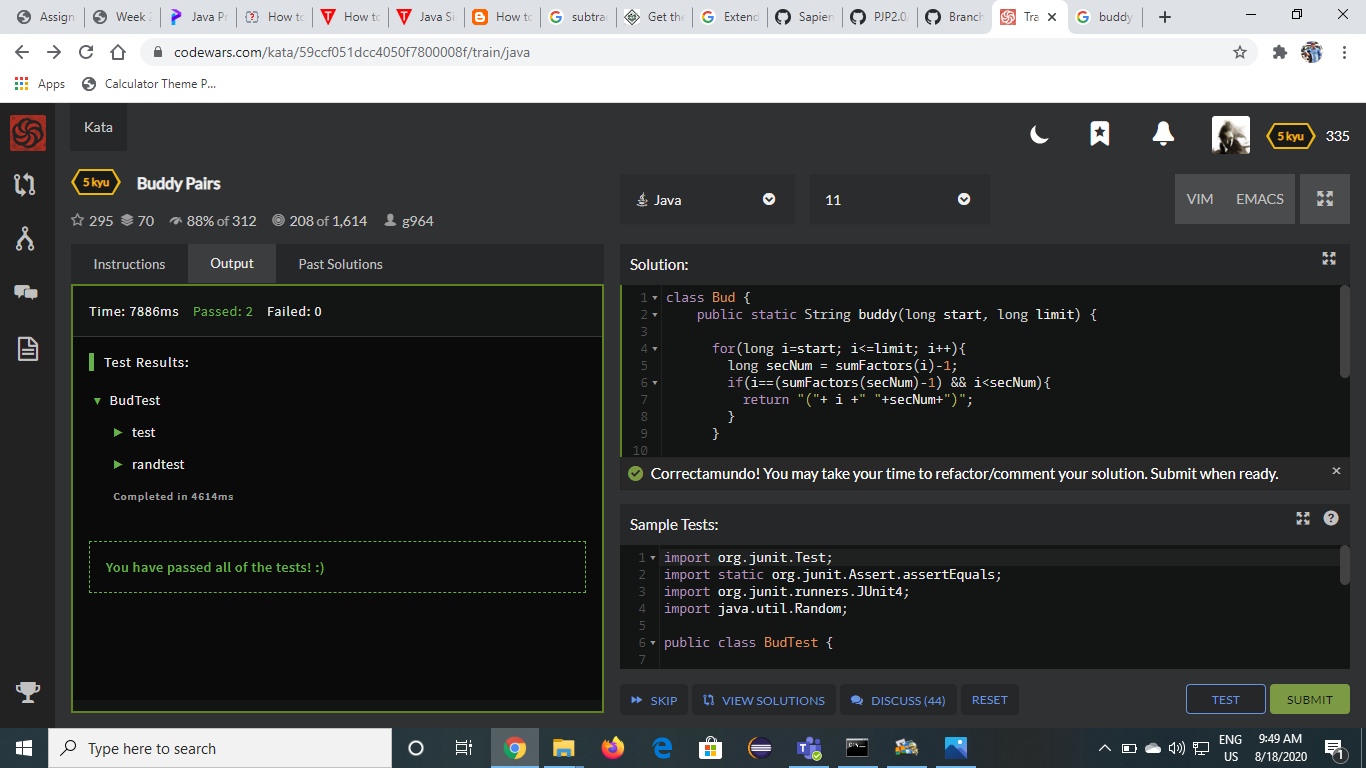 Assign
Week 2
Java Pr
How to
How to
Java Si
How to
subtrac
Get the
Extend
Sapien
PJP2.0
Branch
Tra
buddy
codewars.com/kata/59ccf051dcc4050f7800008f/train/java
Apps
Calculator Theme P...
Kata
5 kyu
335
5 kyu
Buddy Pairs
295
70
88% of 312
208 of 1,614
g964
Java
11
VIM
EMACS
Instructions
Output
Past Solutions
Time: 7886ms Passed: 2 Failed: 0
Test Results:
BudTest
test
randtest
Completed in 4614ms
You have passed all of the tests! :)
Solution:
1 class Bud {
2 public static String buddy(long start, long limit) {
3
4 for(long i=start; i<=limit; i++){
5 long secNum = sumFactors(i)-1;
6 if(i==(sumFactors(secNum)-1) && i<secNum){
7 return "("+ i +" "+secNum+")";
8 }
9 }
10
Correctamundo! You may take your time to refactor/comment your solution. Submit when ready.
Sample Tests:
1 import org.junit.Test;
2 import static org.junit.Assert.assertEquals;
3 import org.junit.runners.JUnit4;
4 import java.util.Random;
5
6 public class BudTest {
7
SKIP
VIEW SOLUTIONS
DISCUSS (44)
RESET
TEST
SUBMIT
Type here to search
ENG
US
9:49 AM
8/18/2020
1